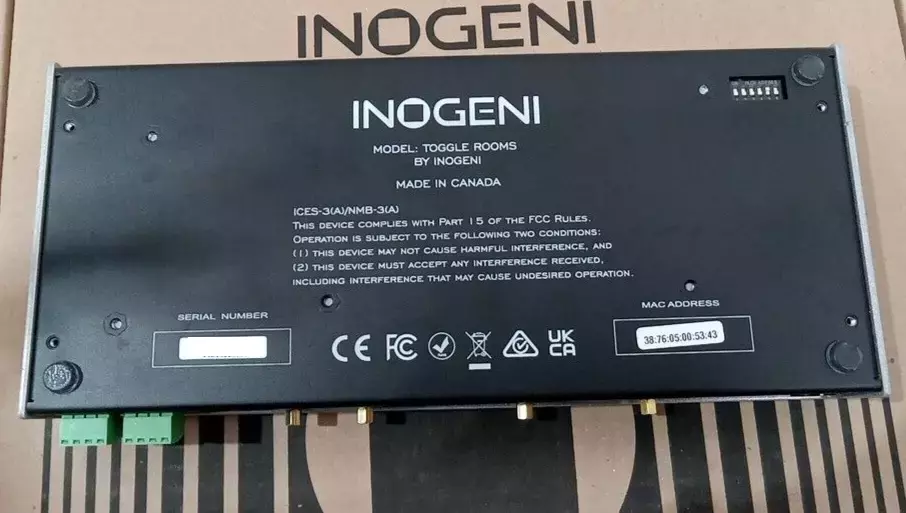 INOGENI
INOGENI
MODEL: TOGGLE ROOMS
BY INOGENI
MADE IN CANADA
ICES-3(A)/NMB-3(A)
THIS DEVICE COMPLIES WITH PART 15 OF THE FCC RULES.
OPERATION IS SUBJECT TO THE FOLLOWING TWO CONDITIONS:
(1) THIS DEVICE MAY NOT CAUSE HARMFUL INTERFERENCE, AND
(2) THIS DEVICE MUST ACCEPT ANY INTERFERENCE RECEIVED,
INCLUDING INTERFERENCE THAT MAY CAUSE UNDESIRED OPERATION.
SERIAL NUMBER
MAC ADDRESS
38:76:05:00:53:43
CE FC UK
CA